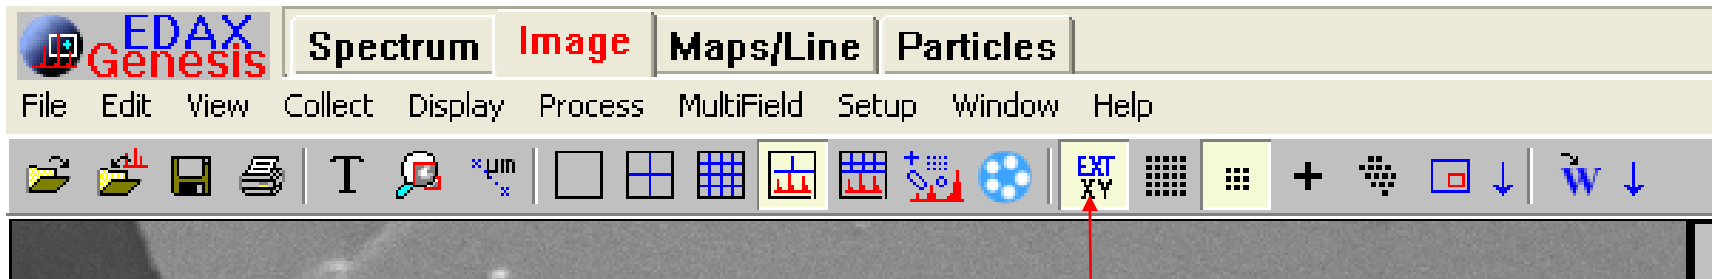 EDAX
Genesis
Spectrum Image Maps/Line Particles
File Edit View Collect Display Process MultiField Setup Window Help
T µm EXT W
XY